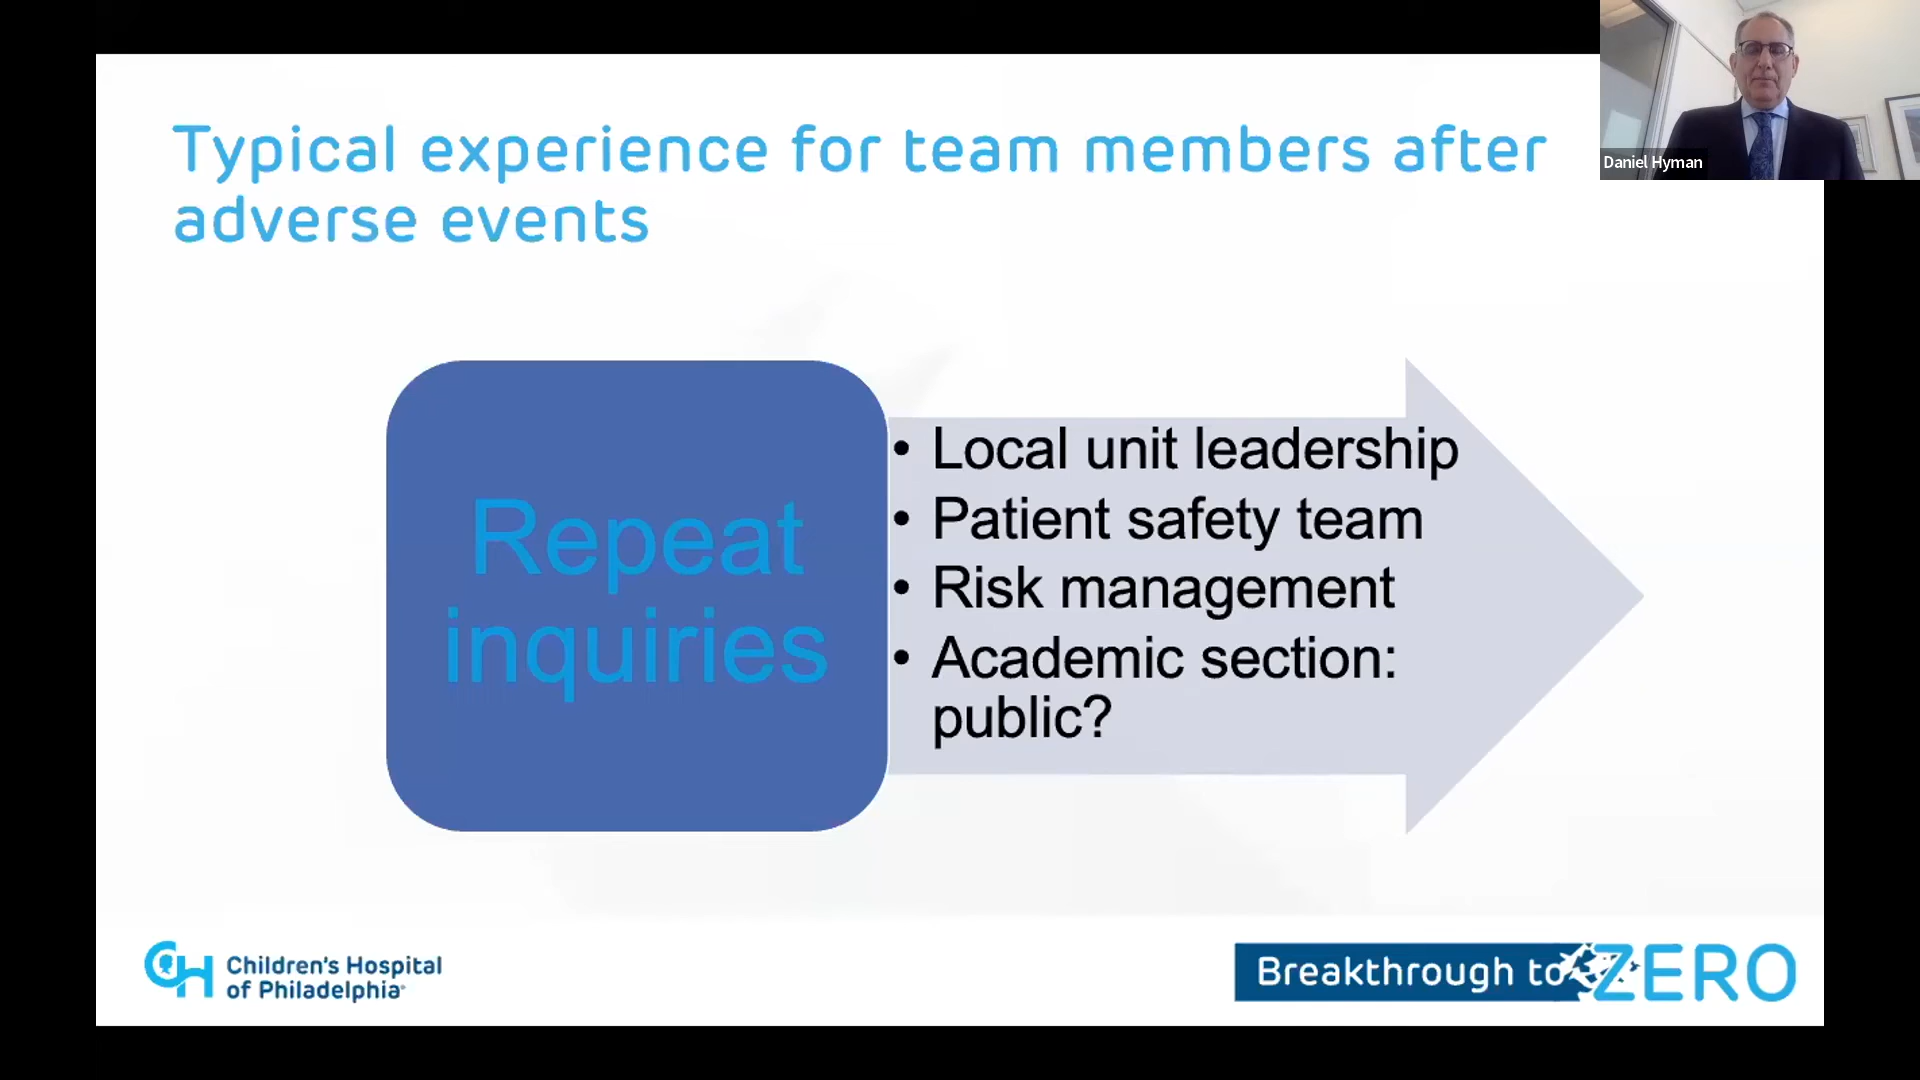 Typical experience for team members after
adverse events
Daniel Hyman
Repeat
inquiries
• Local unit leadership
• Patient safety team
• Risk management
• Academic section:
public?
CH
Children's Hospital
of Philadelphia
Breakthrough to ZERO